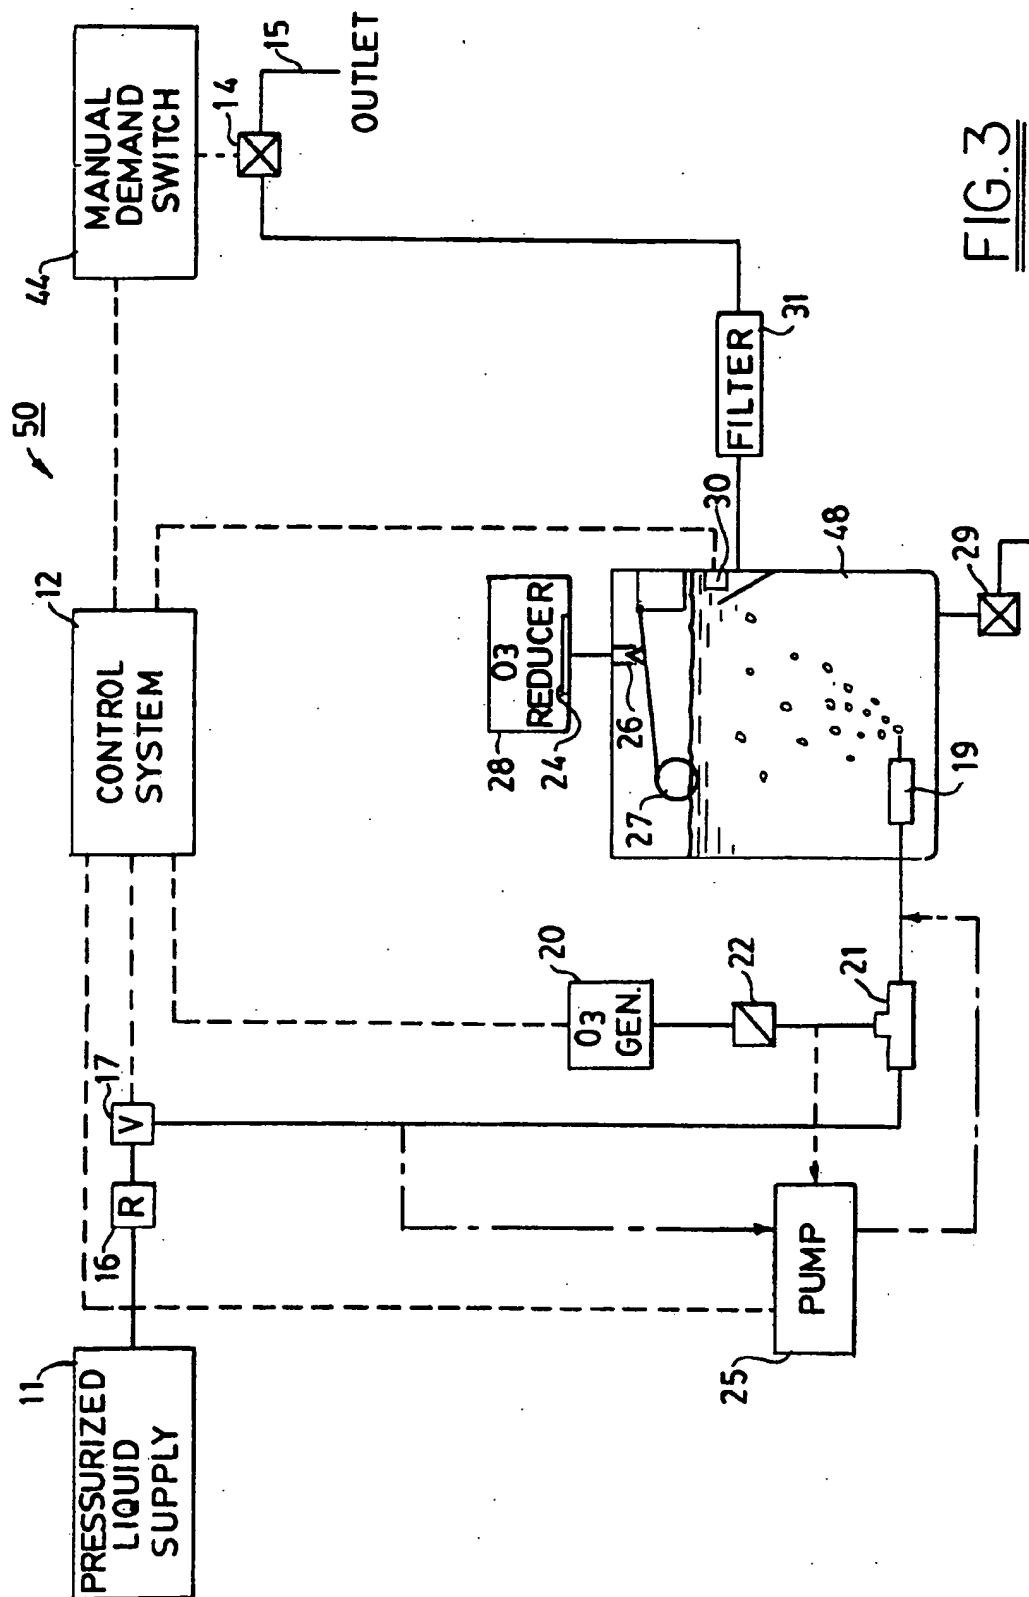 50
11
PRESSURIZED
LIQUID
SUPPLY
16
R
17
V
12
CONTROL
SYSTEM
44
MANUAL
DEMAND
SWITCH
14
15
OUTLET
20
O3
GEN.
22
21
25
PUMP
28
O3
REDUCER
24
26
27
30
FILTER
31
19
48
29
FIG. 3